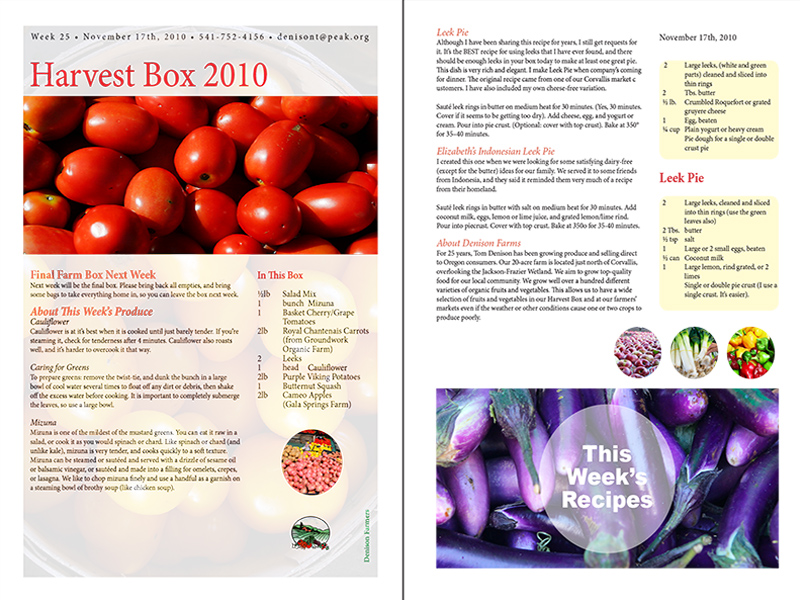 Week 25 • November 17th, 2010 • 541-752-4156 • denisont@peak.org
Harvest Box 2010
Final Farm Box Next Week
Next week will be the final box. Please bring back all empties, and bring
some bags to take everything home in, so you can leave the box next week.
About This Week's Produce
Cauliflower
Cauliflower is at it's best when it is cooked until just barely tender. If you're
steaming it, check for tenderness after 4 minutes. Cauliflower also roasts
well, and it's harder to overcook it that way.
Caring for Greens
To prepare greens: remove the twist-tie, and dunk the bunch in a large
bowl of cool water several times to float off any dirt or debris, then shake
off the excess water before cooking. It is important to completely submerge
the leaves, so use a large bowl.
Mizuna
Mizuna is one of the mildest of the mustard greens. You can eat it raw in
a salad, or cook it as you would spinach or chard. Like spinach or chard (and
unlike kale), mizuna is very tender, and cooks quickly to a soft texture.
Mizuna can be steamed or sautéed and served with a drizzle of sesame oil
or balsamic vinegar, or sautéed and made into a filling for omelets, crepes,
or lasagna. We like to chop mizuna finely and use a handful as a garnish on
a steaming bowl of brothy soup (like chicken soup).
In This Box
½lb Salad Mix
1 bunch Mizuna
1 Basket Cherry/Grape
Tomatoes
2lb Royal Chantenais Carrots
(from Groundwork
Organic Farm)
2 Leeks
1 head Cauliflower
2lb Purple Viking Potatoes
1 Butternut Squash
2lb Cameo Apples
(Gala Springs Farm)
Denison Farmers
Leek Pie
Although I have been sharing this recipe for years, I still get requests for
it. It's the BEST recipe for using leeks that I have ever found, and there
should be enough leeks in your box today to make at least one great pie.
This dish is very rich and elegant. I make Leek Pie when company's coming
for dinner. The original recipe came from one of our Corvallis market c
ustomers. I have also included my own cheese-free variation.
Sauté leek rings in butter on medium heat for 30 minutes. (Yes, 30 minutes.
Cover if it seems to be getting too dry). Add cheese, egg, and yogurt or
cream. Pour into pie crust. (Optional: cover with top crust). Bake at 350°
for 35-40 minutes.
Elizabeth's Indonesian Leek Pie
I created this one when we were looking for some satisfying dairy-free
(except for the butter) ideas for our family. We served it to some friends
from Indonesia, and they said it reminded them very much of a recipe
from their homeland.
Sauté leek rings in butter with salt on medium heat for 30 minutes. Add
coconut milk, eggs, lemon or lime juice, and grated lemon/lime rind.
Pour into piecrust. Cover with top crust. Bake at 350o for 35-40 minutes.
About Denison Farms
For 25 years, Tom Denison has been growing produce and selling direct
to Oregon consumers. Our 20-acre farm is located just north of Corvallis,
overfooking the Jackson-Frazier Wetland. We aim to grow top-quality
food for our local community. We grow well over a hundred different
varieties of organic fruits and vegetables. This allows us to have a wide
selection of fruits and vegetables in our Harvest Box and at our farmers'
markets even if the weather or other conditions cause one or two crops to
produce poorly.
November 17th, 2010
2 Large leeks, (white and green
parts) cleaned and sliced into
thin rings
2 Tbs. butter
½ lb. Crumbled Roquefort or grated
gruyere cheese
1 Egg, beaten
¾ cup Plain yogurt or heavy cream
Pie dough for a single or double
crust pie
Leek Pie
2 Large leeks, cleaned and sliced
into thin rings (use the green
leaves also)
2 Tbs. butter
½ tsp salt
1 Large or 2 small eggs, beaten
½ can Coconut milk
1 Large lemon, rind grated, or 2
limes
Single or double pie crust (I use a
single crust. It's easier).
This
Week's
Recipes